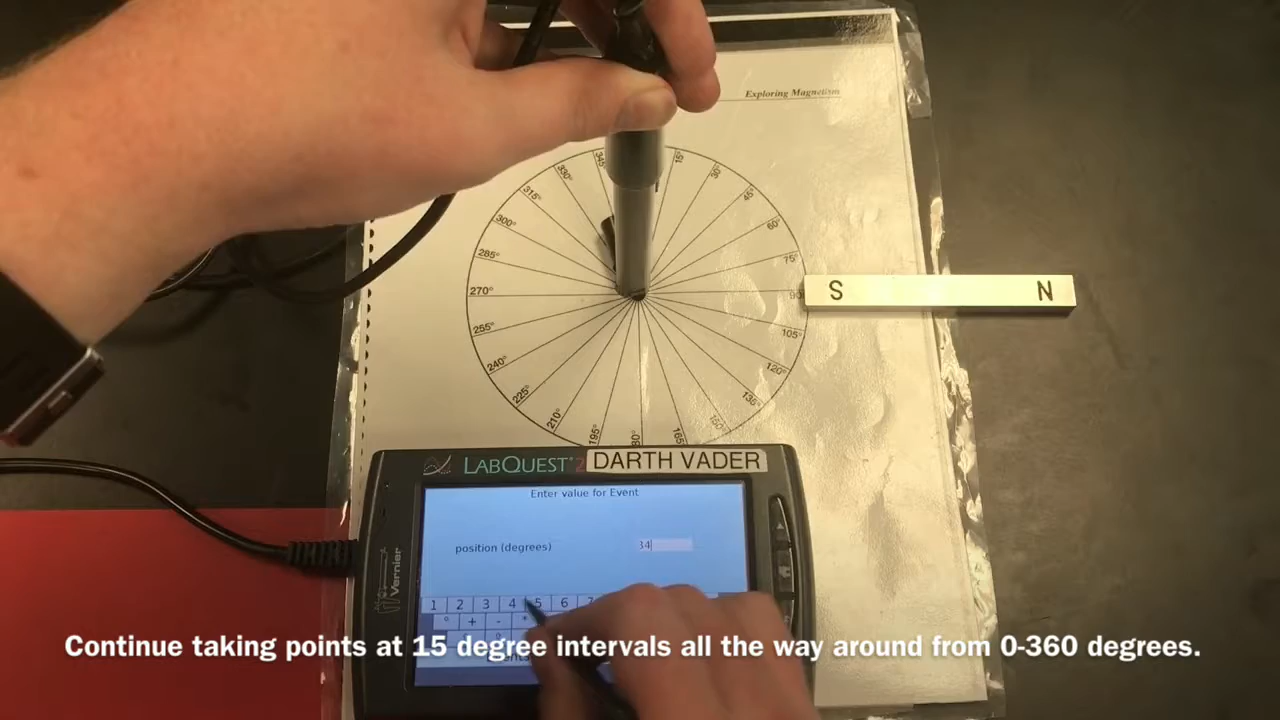 Exploring Magnetism
345°
15°
330°
30°
315°
45°
300°
60°
285°
75°
270°
90°
S N
255°
105°
240°
120°
225°
135°
210°
150°
195°
165°
LABQUEST 2 DARTH VADER
Enter value for Event
position (degrees) 34
Vernier
1 2 3 4 5 6 7
° + - *
Continue taking points at 15 degree intervals all the way around from 0-360 degrees.